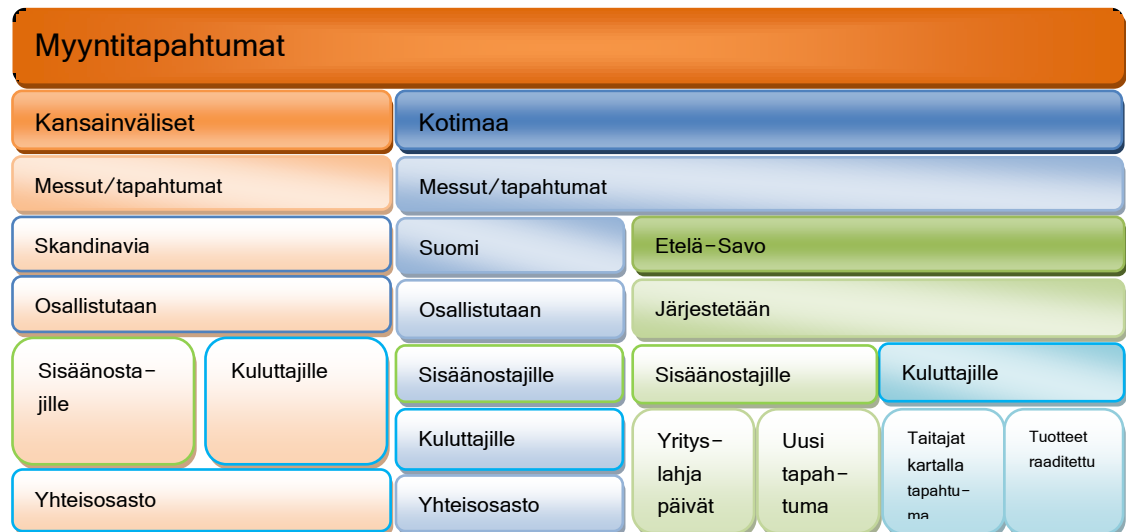 Myyntitapahtumat
Kansainväliset
Kotimaa
Messut/tapahtumat
Messut/tapahtumat
Skandinavia
Suomi
Etelä-Savo
Osallistutaan
Osallistutaan
Järjestetään
Sisäänosta-
jille
Kuluttajille
Sisäänostajille
Sisäänostajille
Kuluttajille
Kuluttajille
Yritys-
lahja
päivät
Uusi
tapah-
tuma
Taitajat
kartalla
tapahtu-
ma
Tuotteet
raaditettu
Yhteisosasto
Yhteisosasto